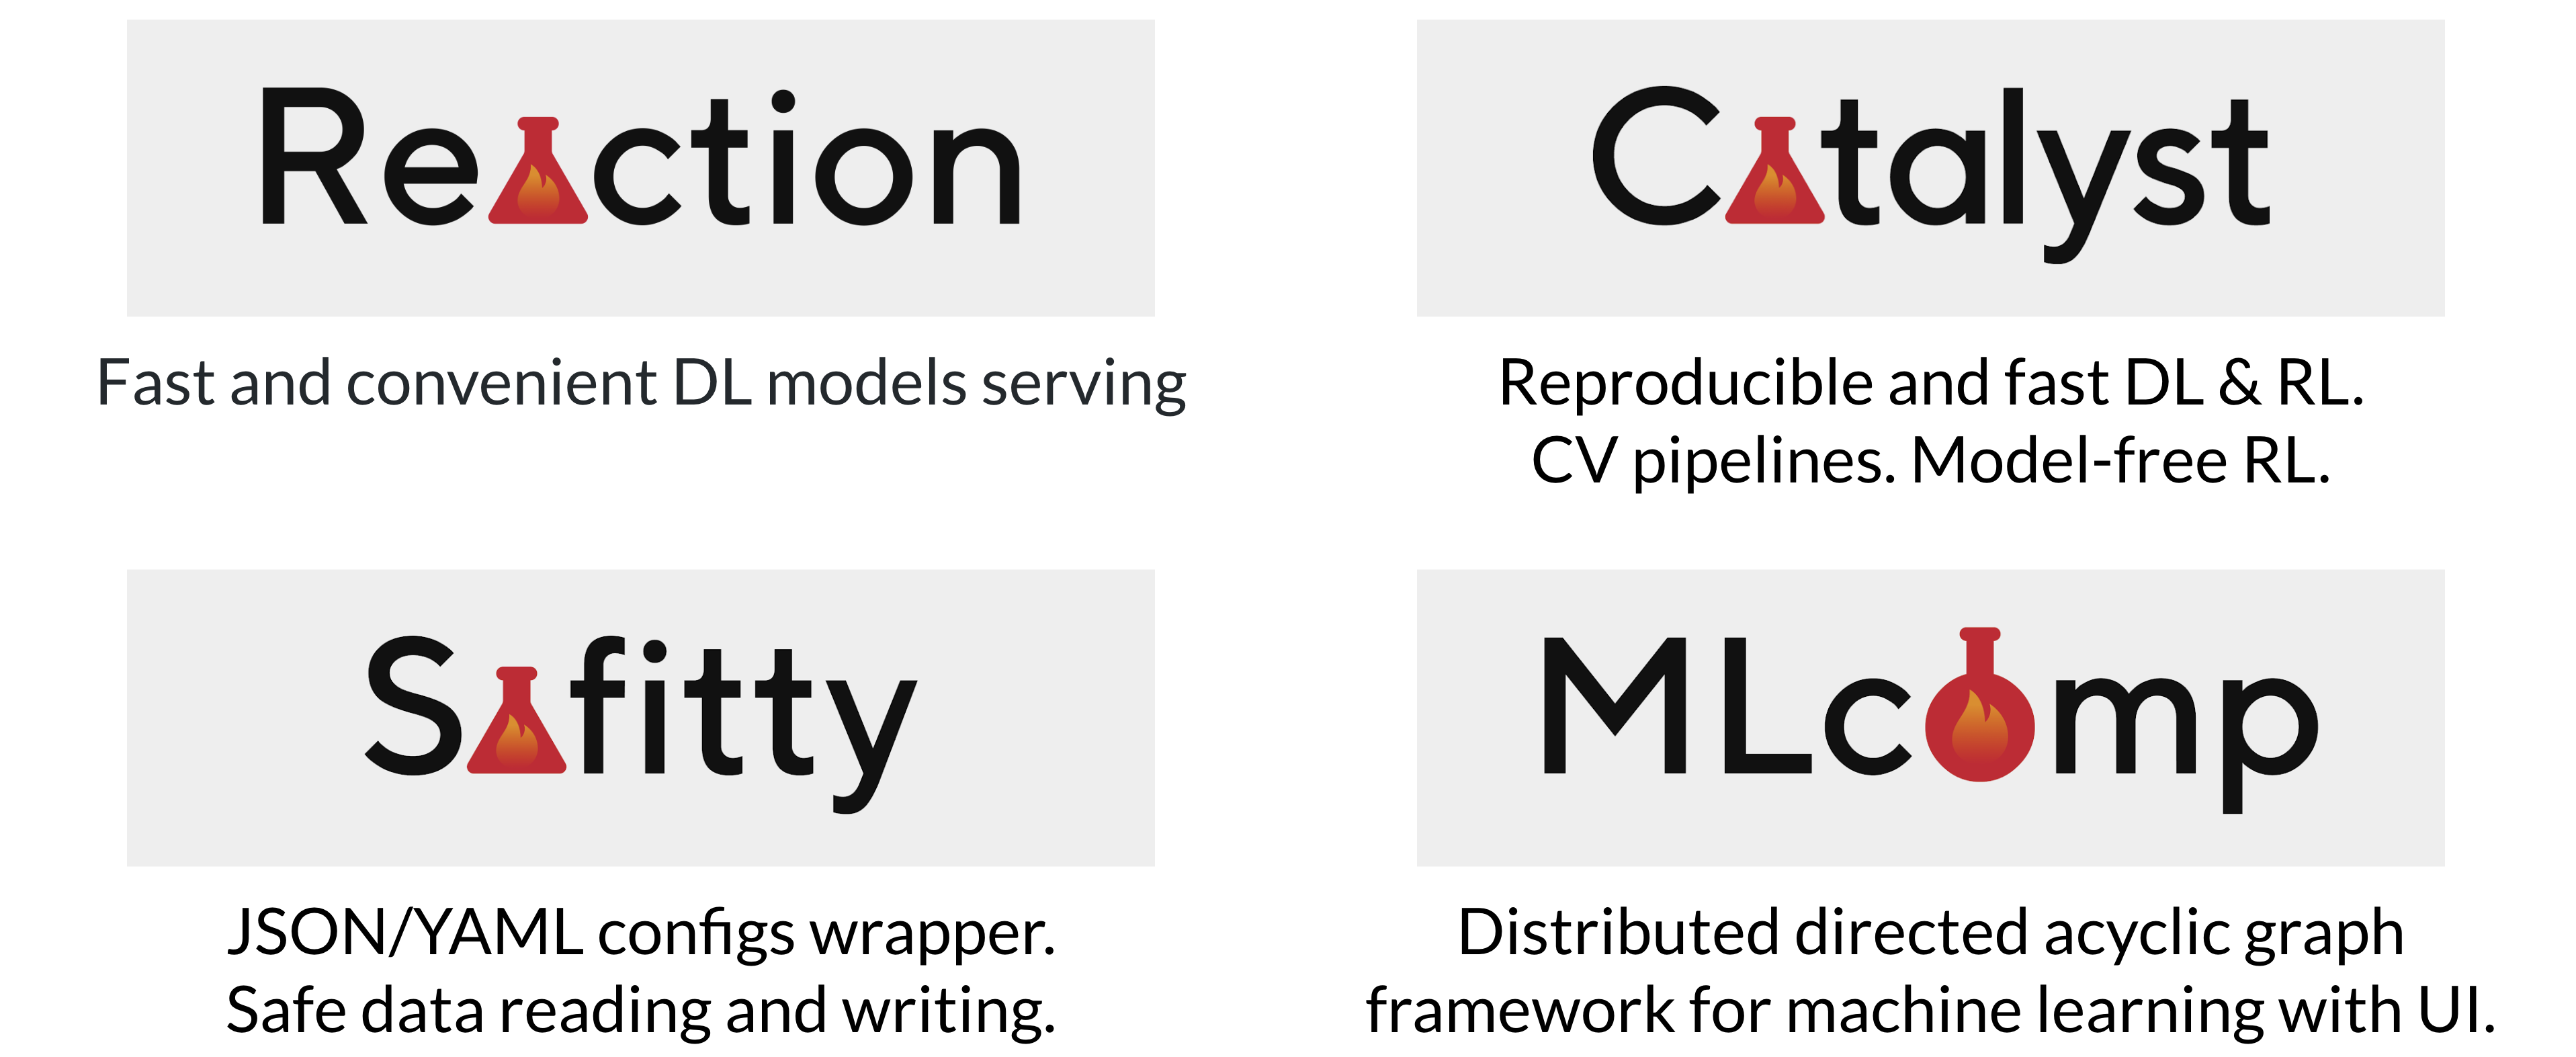 Reaction
Fast and convenient DL models serving
Catalyst
Reproducible and fast DL & RL.
CV pipelines. Model-free RL.
Safitty
JSON/YAML configs wrapper.
Safe data reading and writing.
MLcomp
Distributed directed acyclic graph
framework for machine learning with UI.